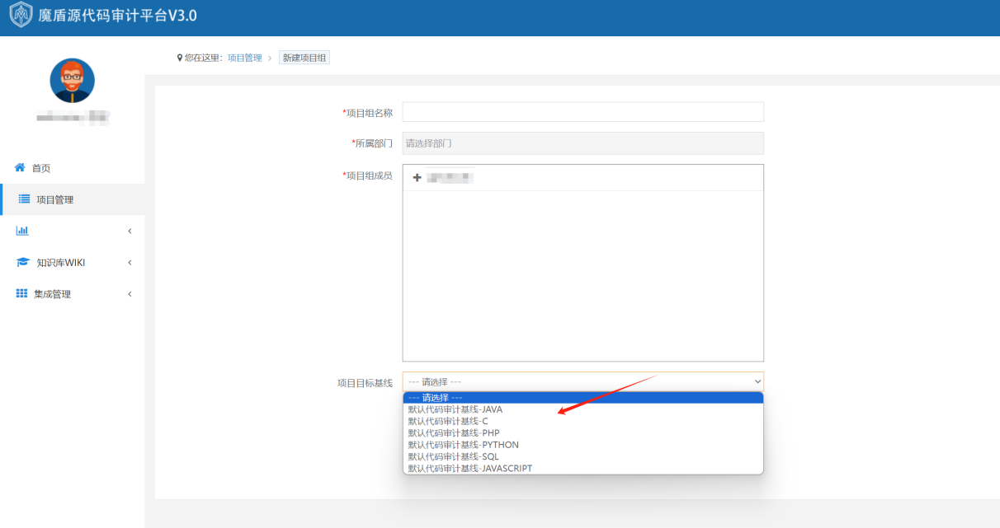 魔盾源代码审计平台V3.0
您在这里: 项目管理 > 新建项目组
首页
项目管理
知识库WIKI
集成管理
*项目组名称
*所属部门 请选择部门
*项目组成员
项目目标基线 --- 请选择 ---
--- 请选择 ---
默认代码审计基线-JAVA
默认代码审计基线-C
默认代码审计基线-PHP
默认代码审计基线-PYTHON
默认代码审计基线-SQL
默认代码审计基线-JAVASCRIPT